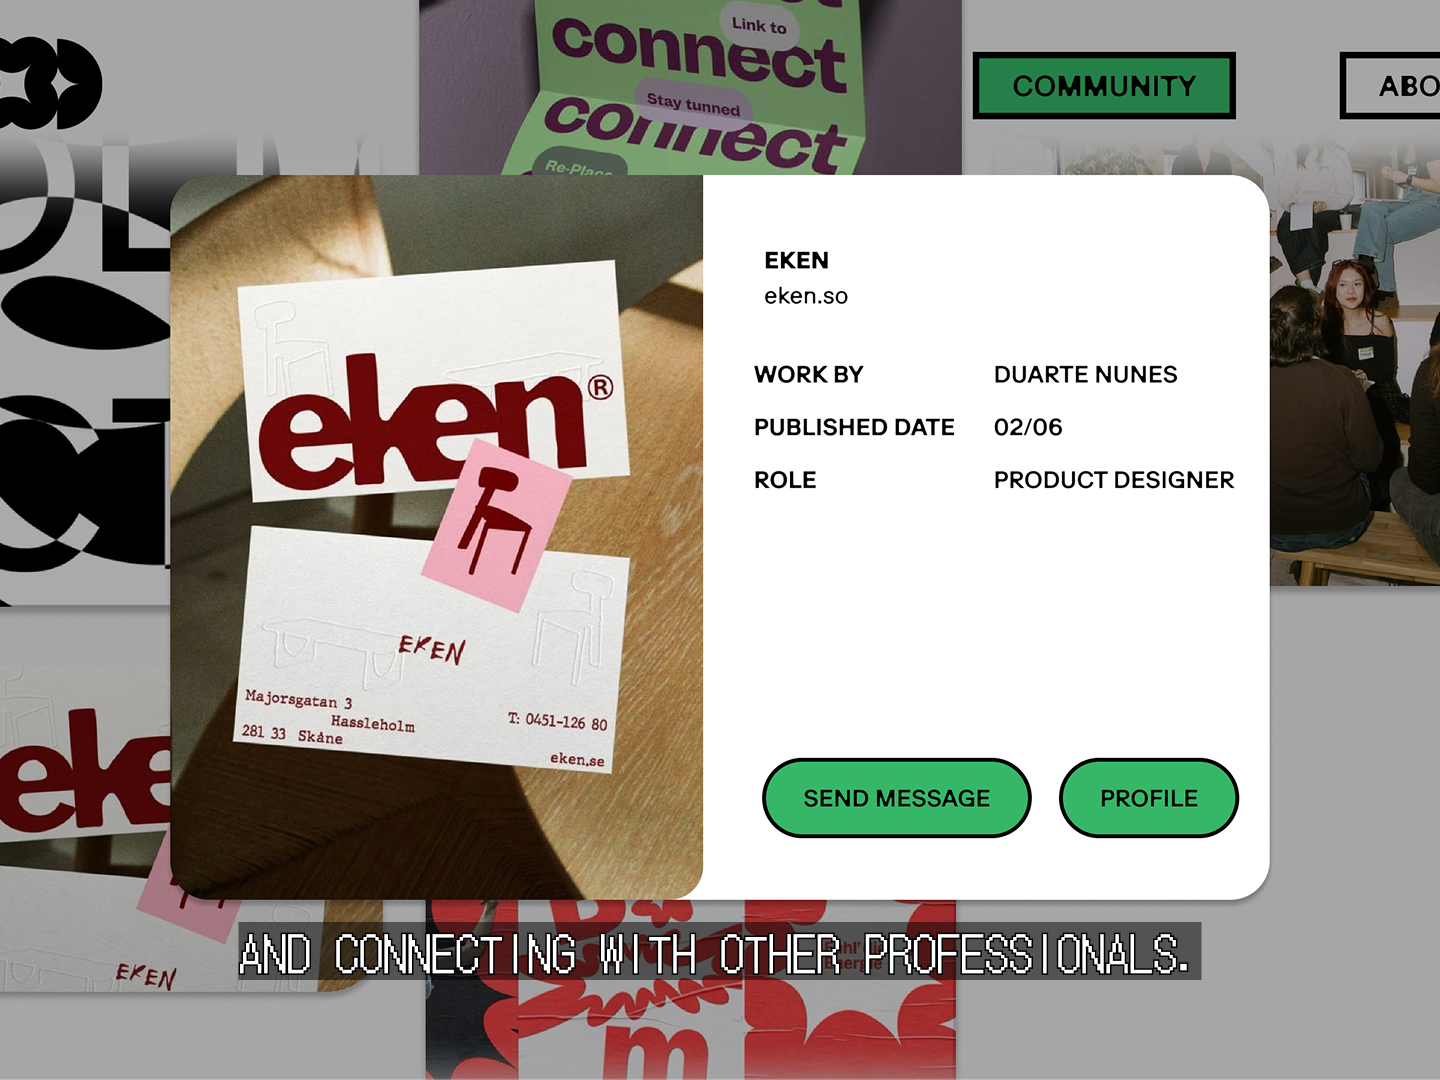 Link to
connect
Stay tunned
connect
Re-Place
COMMUNITY
EKEN
eken.so
WORK BY
DUARTE NUNES
PUBLISHED DATE
02/06
ROLE
PRODUCT DESIGNER
SEND MESSAGE
PROFILE
eken®
EKEN
Majorsgatan 3
Hassleholm
281 33 Skåne
T: 0451-126 80
eken.se
eke
EKEN
AND CONNECTING WITH OTHER PROFESSIONALS.
m